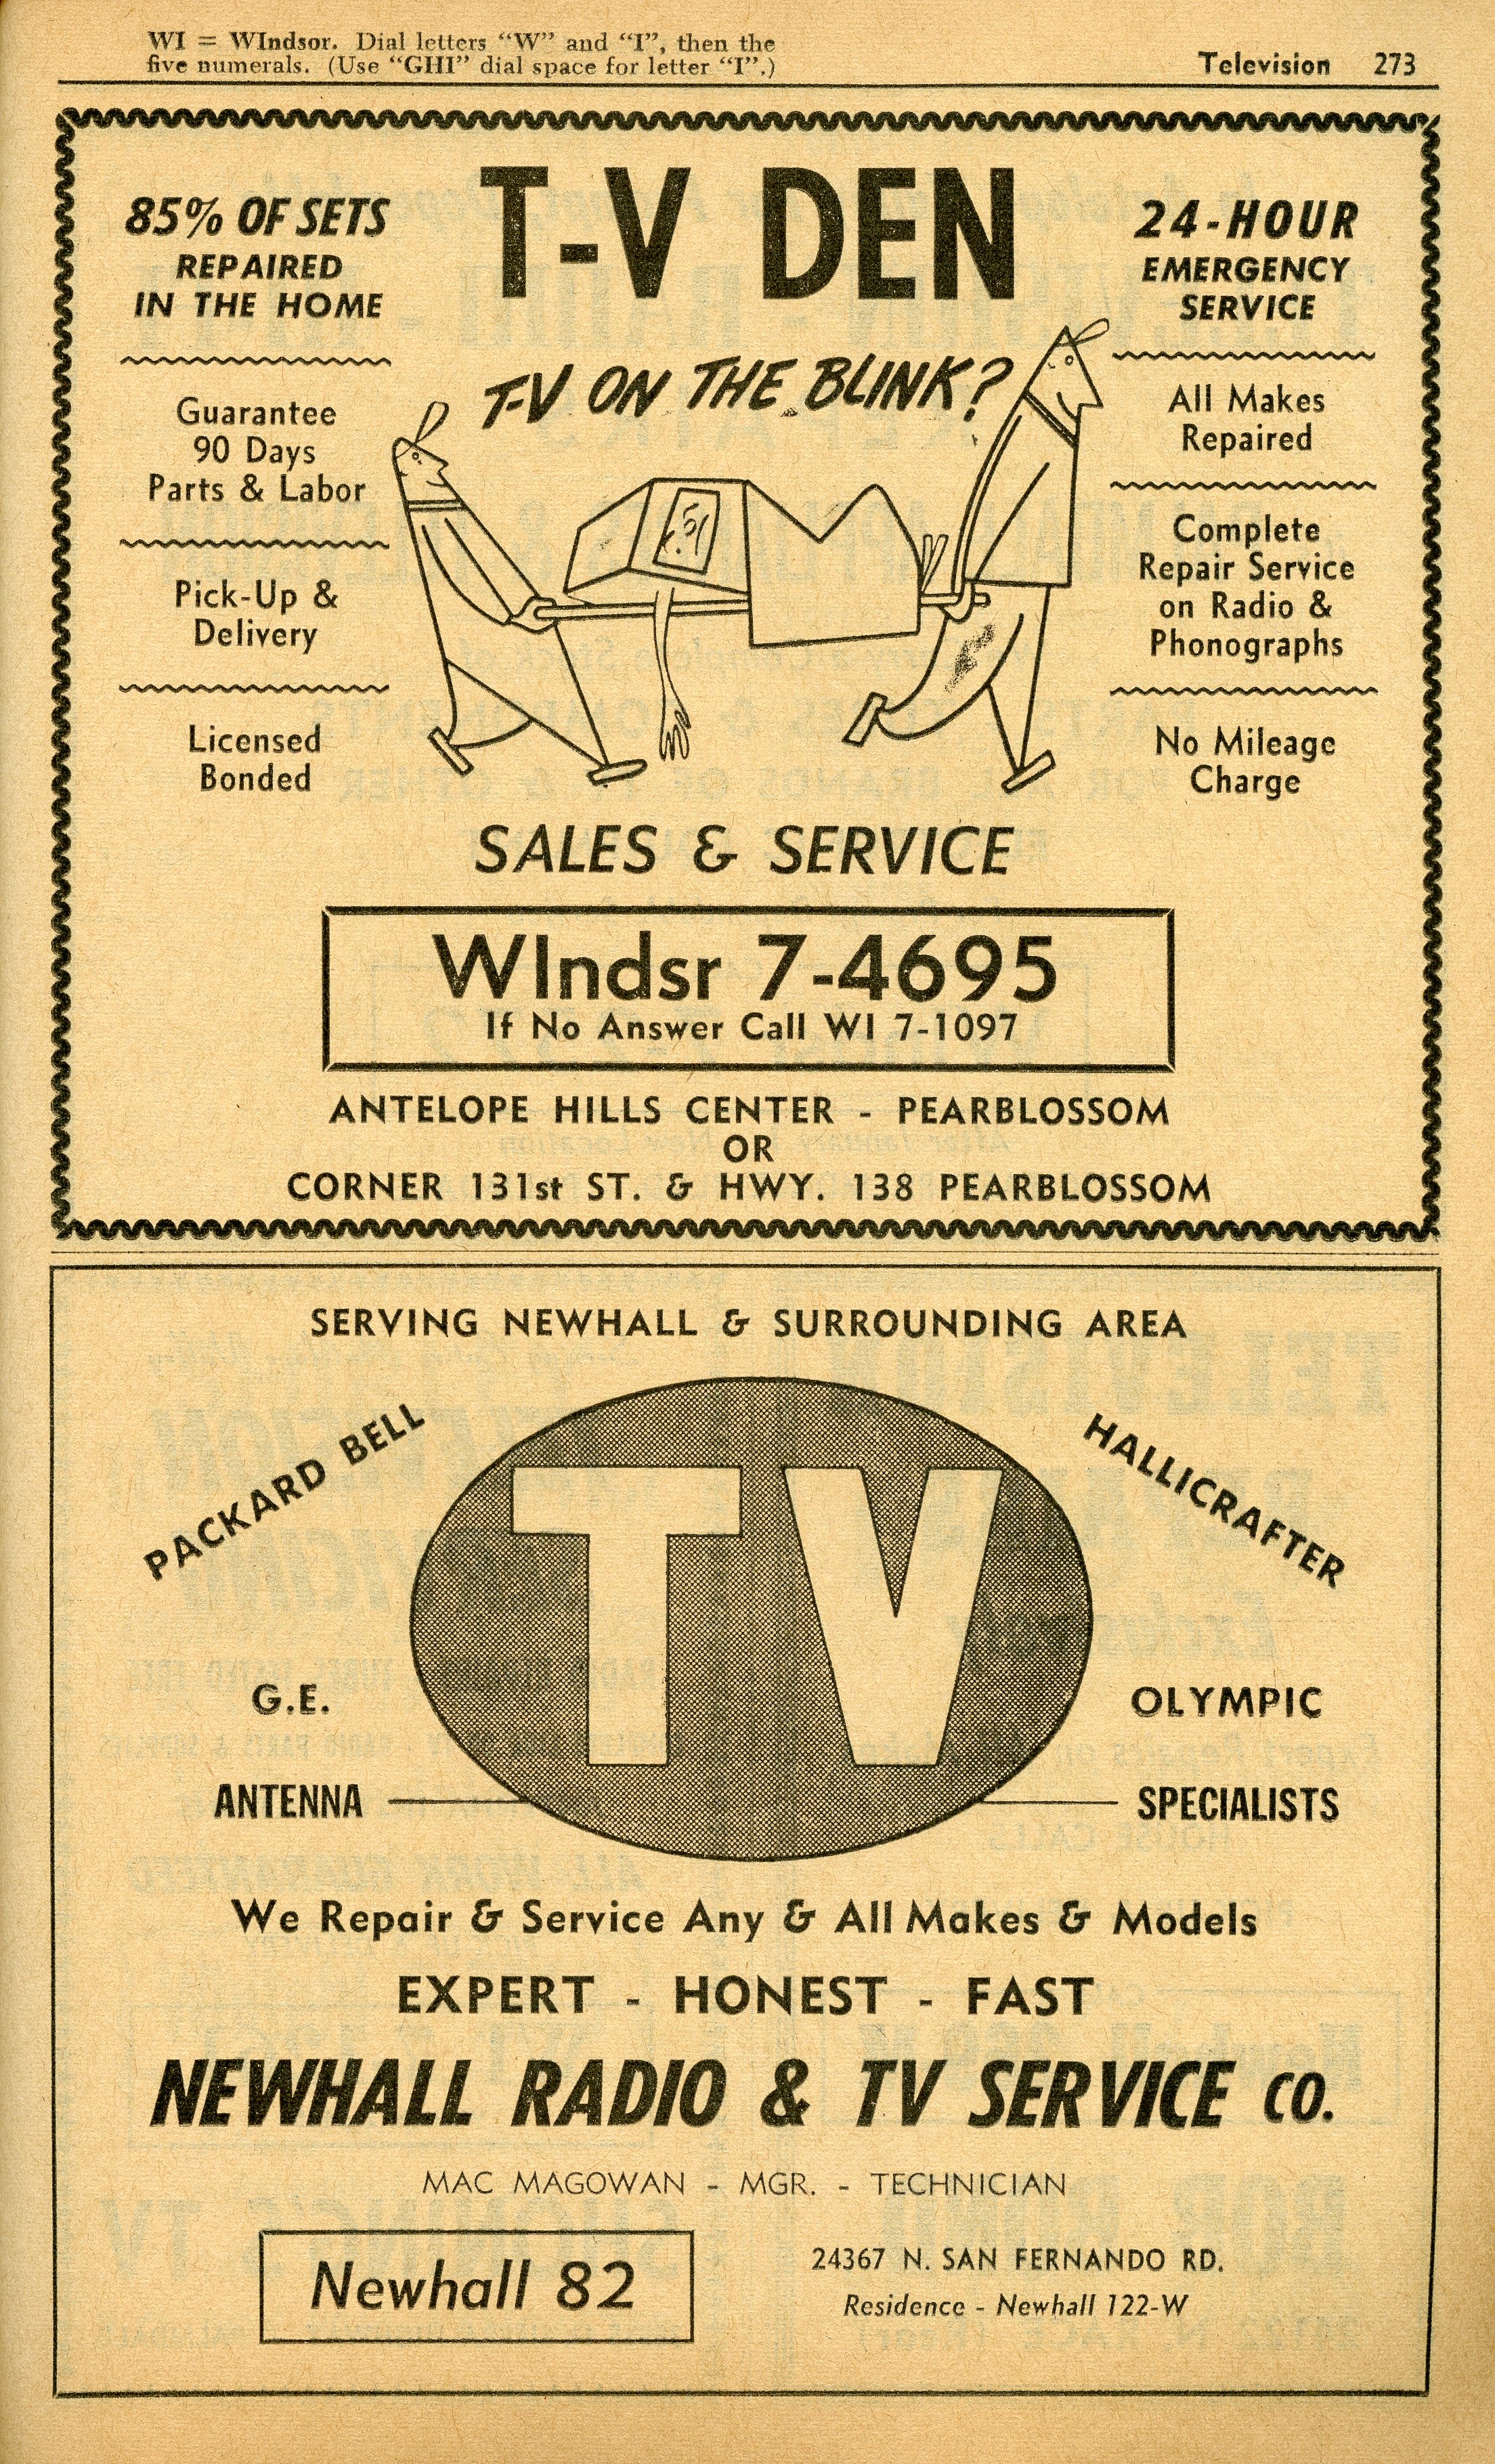 WI = WIndsor. Dial letters “W” and “I”, then the
five numerals. (Use “GHI” dial space for letter “I”.)
Television 273
T-V DEN
85% OF SETS
REPAIRED
IN THE HOME
Guarantee
90 Days
Parts & Labor
Pick-Up &
Delivery
Licensed
Bonded
T-V ON THE BLINK?
24-HOUR
EMERGENCY
SERVICE
All Makes
Repaired
Complete
Repair Service
on Radio &
Phonographs
No Mileage
Charge
SALES & SERVICE
WIndsr 7-4695
If No Answer Call WI 7-1097
ANTELOPE HILLS CENTER - PEARBLOSSOM
OR
CORNER 131st ST. & HWY. 138 PEARBLOSSOM
SERVING NEWHALL & SURROUNDING AREA
PACKARD BELL
HALLICRAFTER
TV
G.E.
OLYMPIC
ANTENNA
SPECIALISTS
We Repair & Service Any & All Makes & Models
EXPERT - HONEST - FAST
NEWHALL RADIO & TV SERVICE CO.
MAC MAGOWAN - MGR. - TECHNICIAN
Newhall 82
24367 N. SAN FERNANDO RD.
Residence - Newhall 122-W